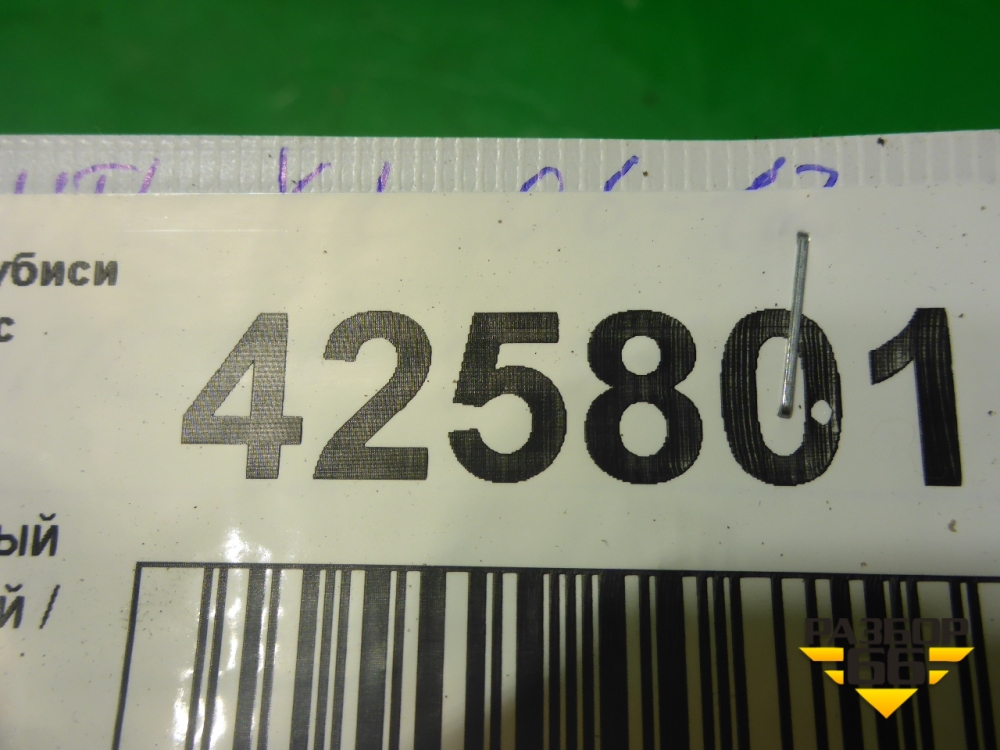 убиси
с
425801
ый
й /
РАЗБОР
66